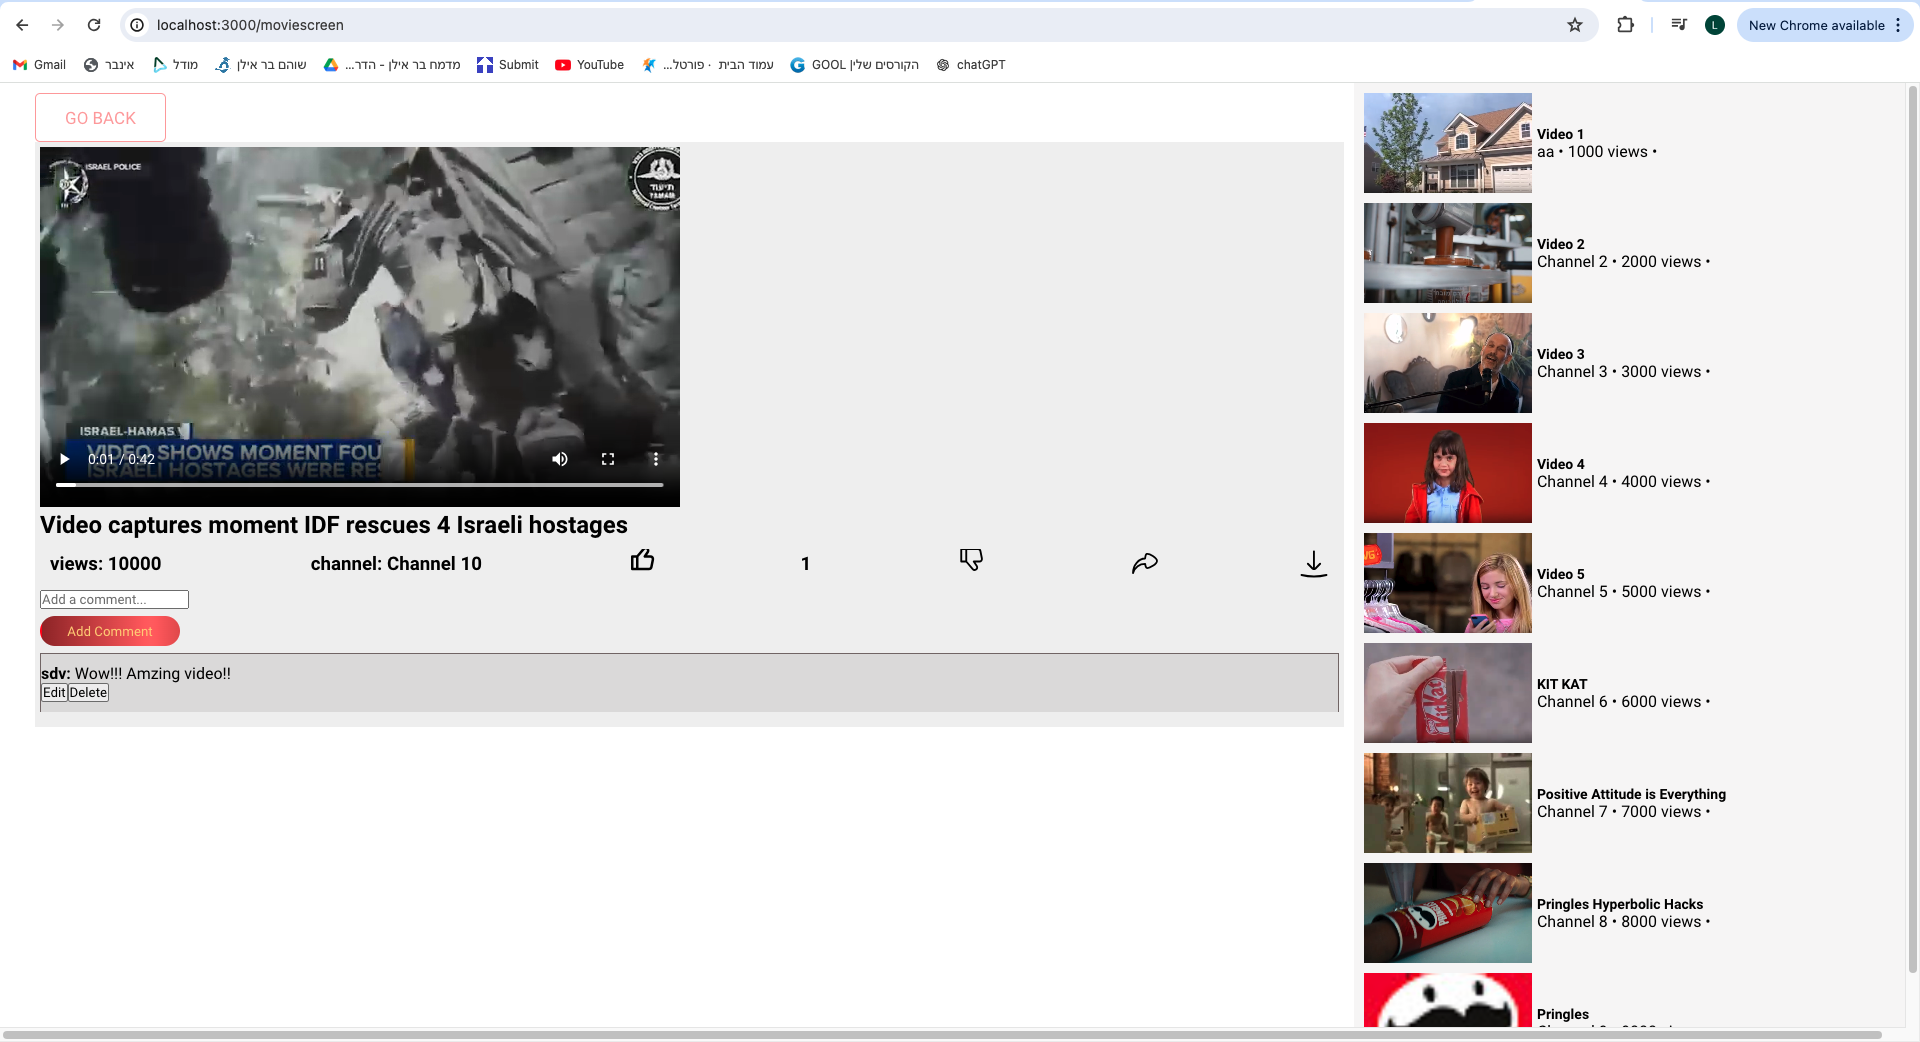 localhost:3000/moviescreen
L
New Chrome available
Gmail
אינבר
מודל
שוהם בר אילן
מדמח בר אילן - הדר...
Submit
YouTube
עמוד הבית · פורטל...
הקורסים שלי| GOOL
chatGPT
GO BACK
ISRAEL POLICE
תיעוד
ISRAEL-HAMAS
VIDEO SHOWS MOMENT FOU
ISRAELI HOSTAGES WERE RES
0:01 / 0:42
Video captures moment IDF rescues 4 Israeli hostages
views: 10000
channel: Channel 10
1
Add a comment...
Add Comment
sdv: Wow!!! Amzing video!!
Edit Delete
Video 1
aa • 1000 views •
Video 2
Channel 2 • 2000 views •
Video 3
Channel 3 • 3000 views •
Video 4
Channel 4 • 4000 views •
Video 5
Channel 5 • 5000 views •
KitKat
KIT KAT
Channel 6 • 6000 views •
Positive Attitude is Everything
Channel 7 • 7000 views •
Pringles Hyperbolic Hacks
Channel 8 • 8000 views •
Pringles